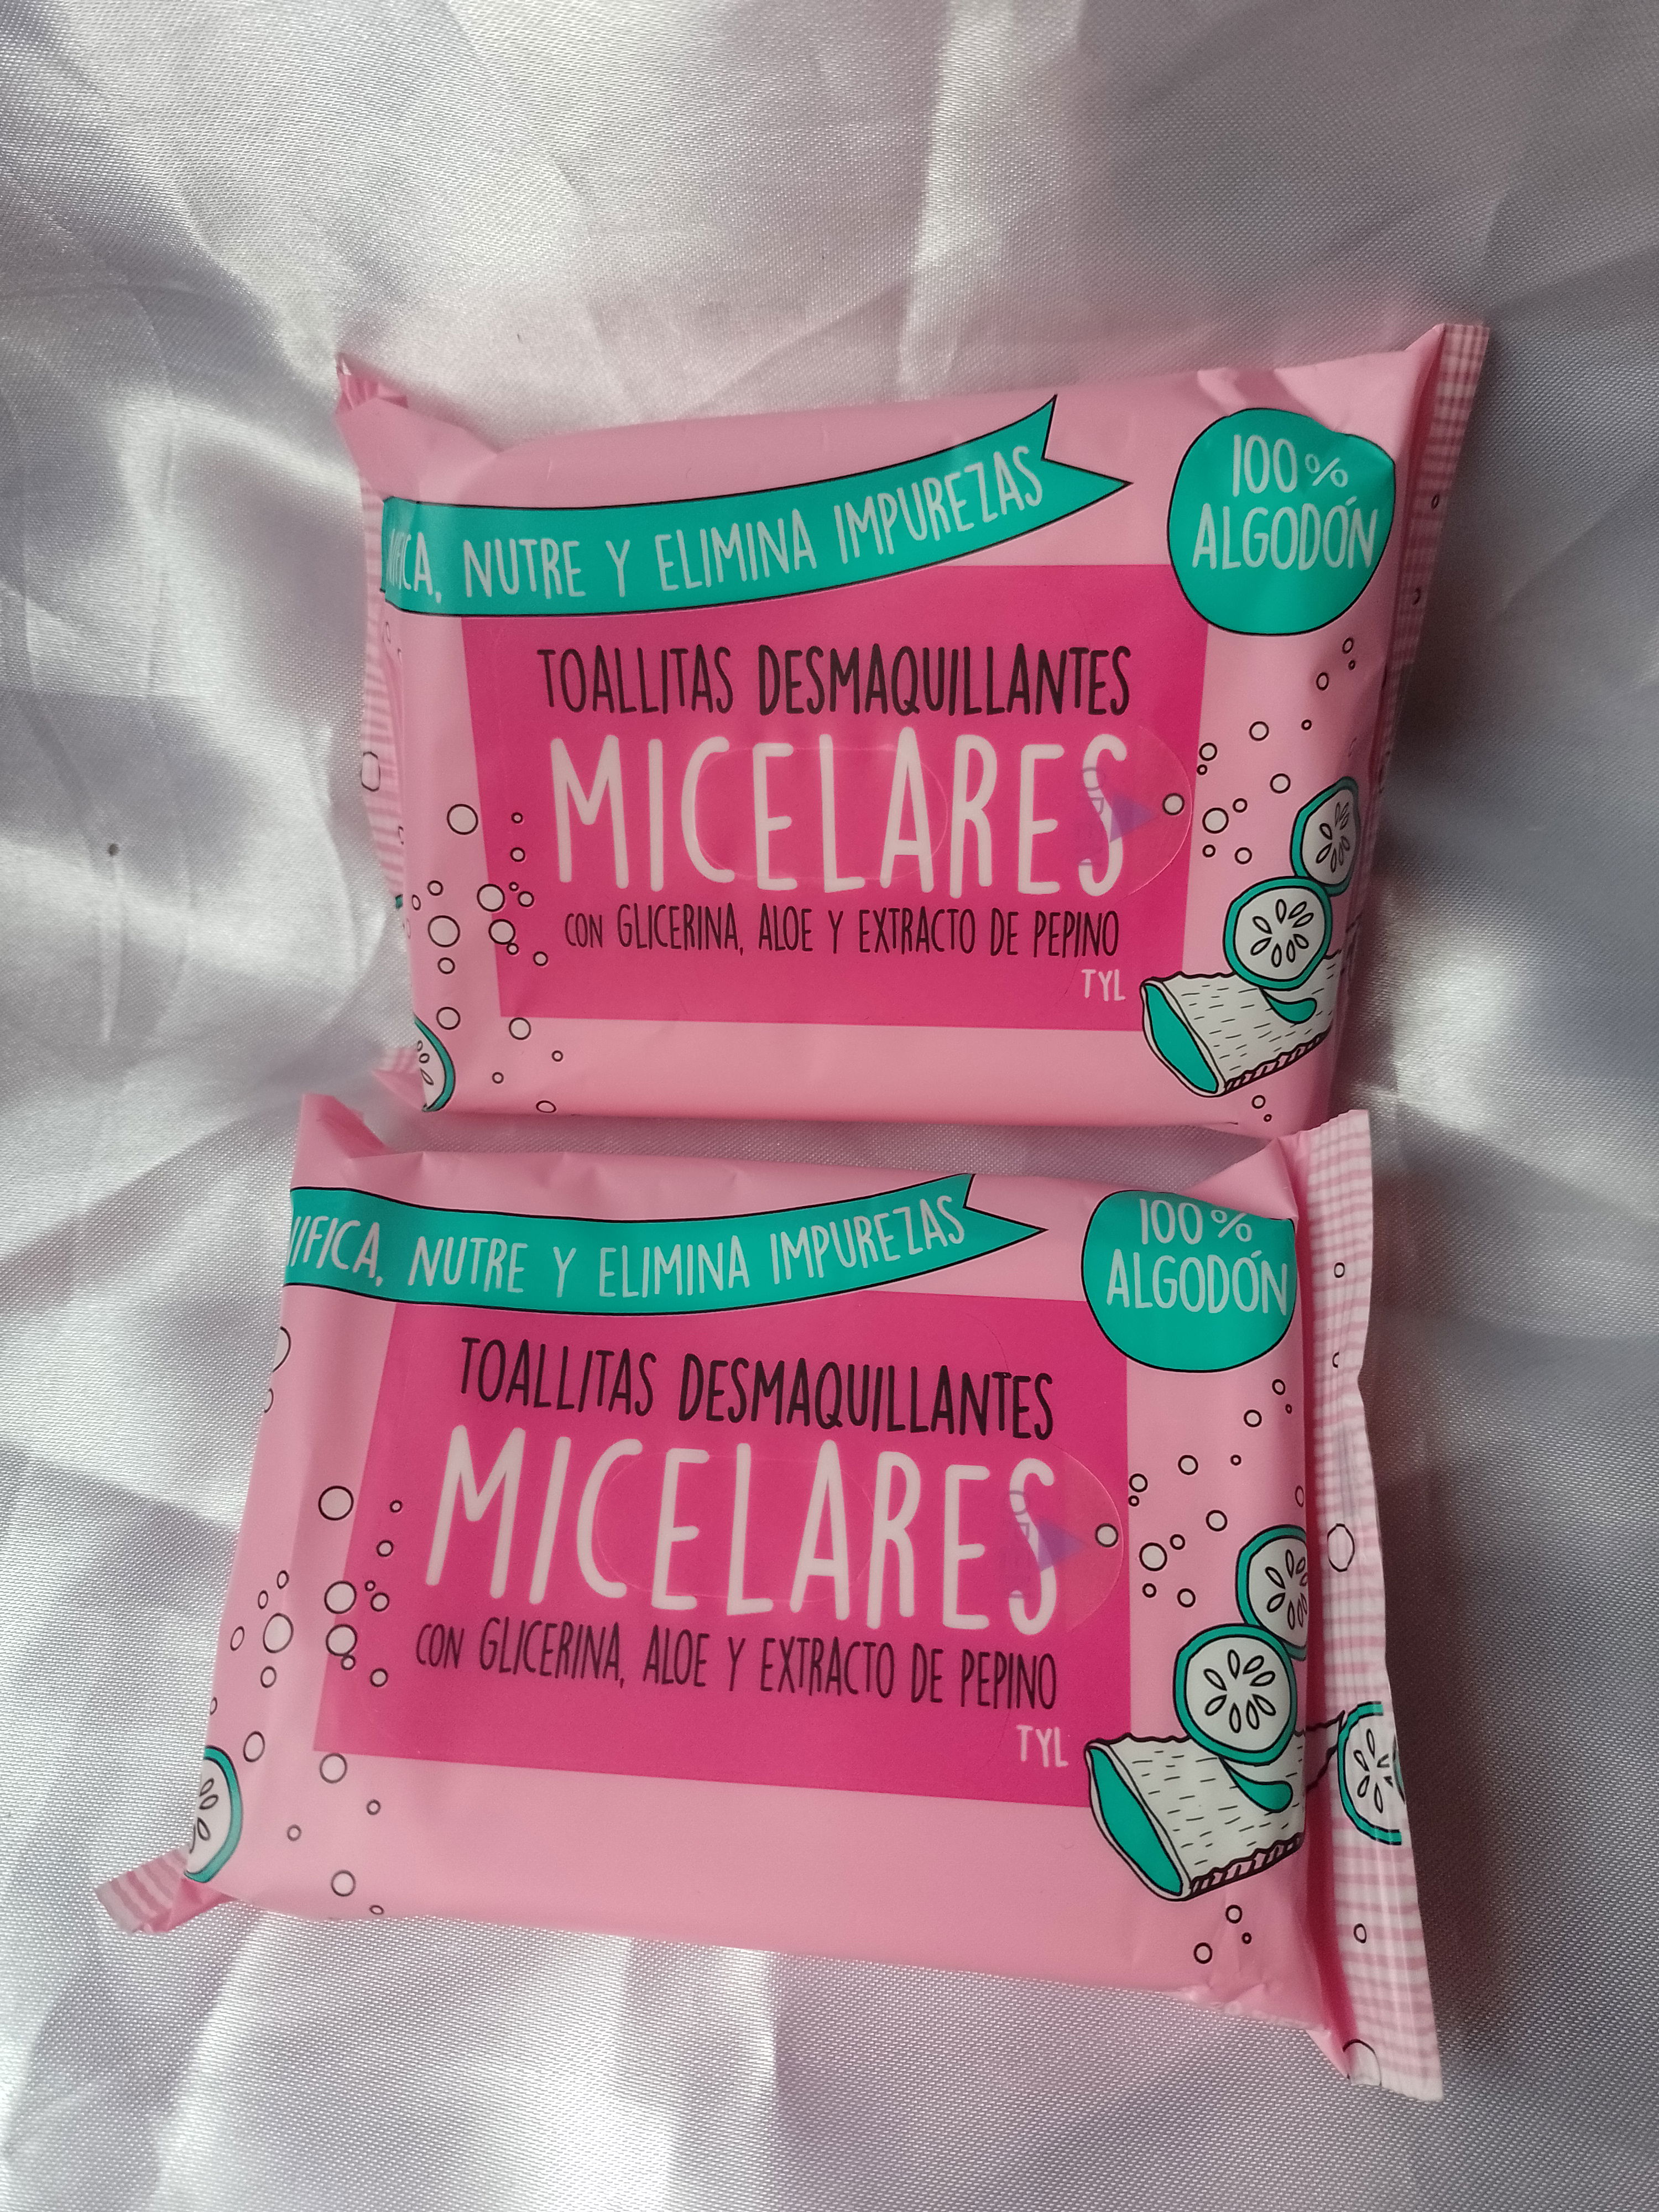 NUTRE Y ELIMINA IMPUREZAS
100%
ALGODÓN
TOALLITAS DESMAQUILLANTES
MICELARES
CON GLICERINA, ALOE Y EXTRACTO DE PEPINO
TYL
NUTRE Y ELIMINA IMPUREZAS
100%
ALGODÓN
TOALLITAS DESMAQUILLANTES
MICELARES
CON GLICERINA, ALOE Y EXTRACTO DE PEPINO
TYL